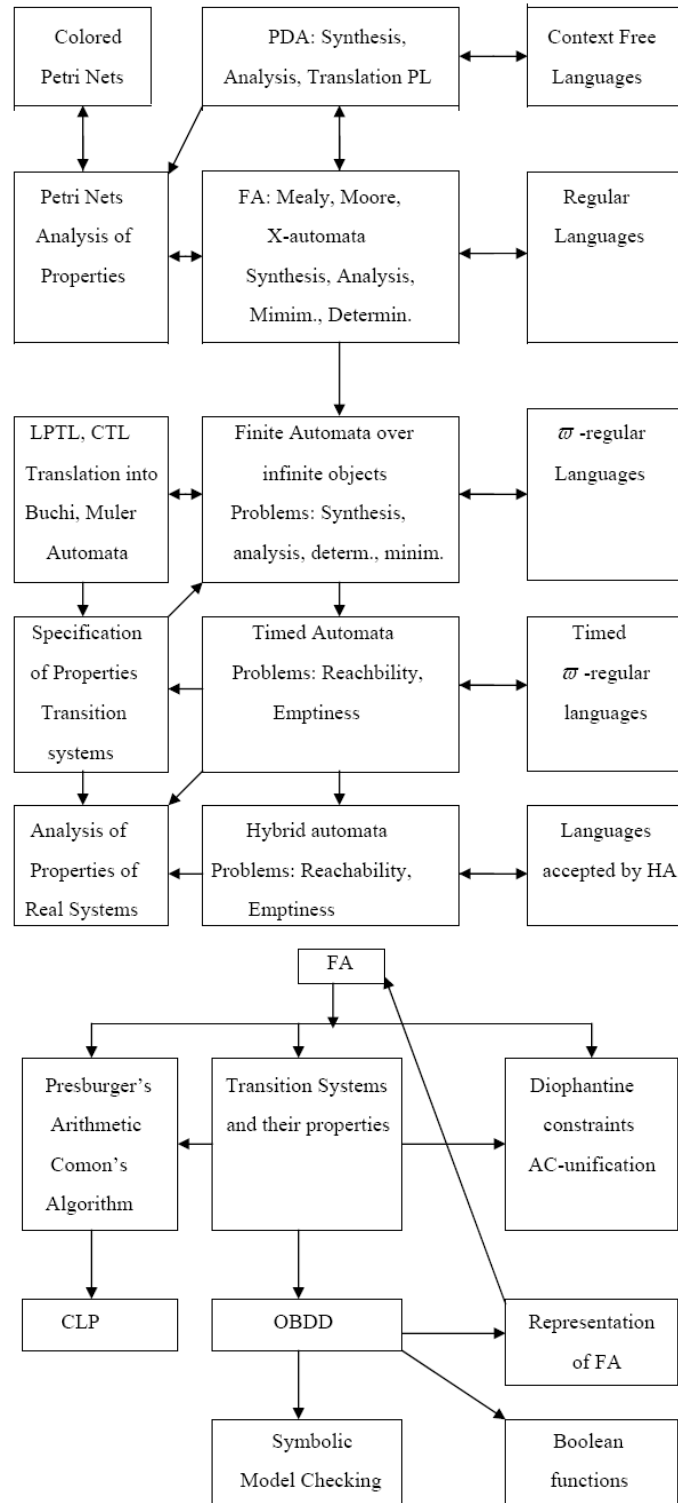 Colored
Petri Nets
PDA: Synthesis,
Analysis, Translation PL
Context Free
Languages
Petri Nets
Analysis of
Properties
FA: Mealy, Moore,
X-automata
Synthesis, Analysis,
Mimim., Determin.
Regular
Languages
LPTL, CTL
Translation into
Buchi, Muler
Automata
Finite Automata over
infinite objects
Problems: Synthesis,
analysis, determ., minim.
ϖ -regular
Languages
Specification
of Properties
Transition
systems
Timed Automata
Problems: Reachbility,
Emptiness
Timed
ϖ -regular
languages
Analysis of
Properties of
Real Systems
Hybrid automata
Problems: Reachability,
Emptiness
Languages
accepted by HA
FA
Presburger’s
Arithmetic
Comon’s
Algorithm
Transition Systems
and their properties
Diophantine
constraints
AC-unification
CLP
OBDD
Representation
of FA
Symbolic
Model Checking
Boolean
functions